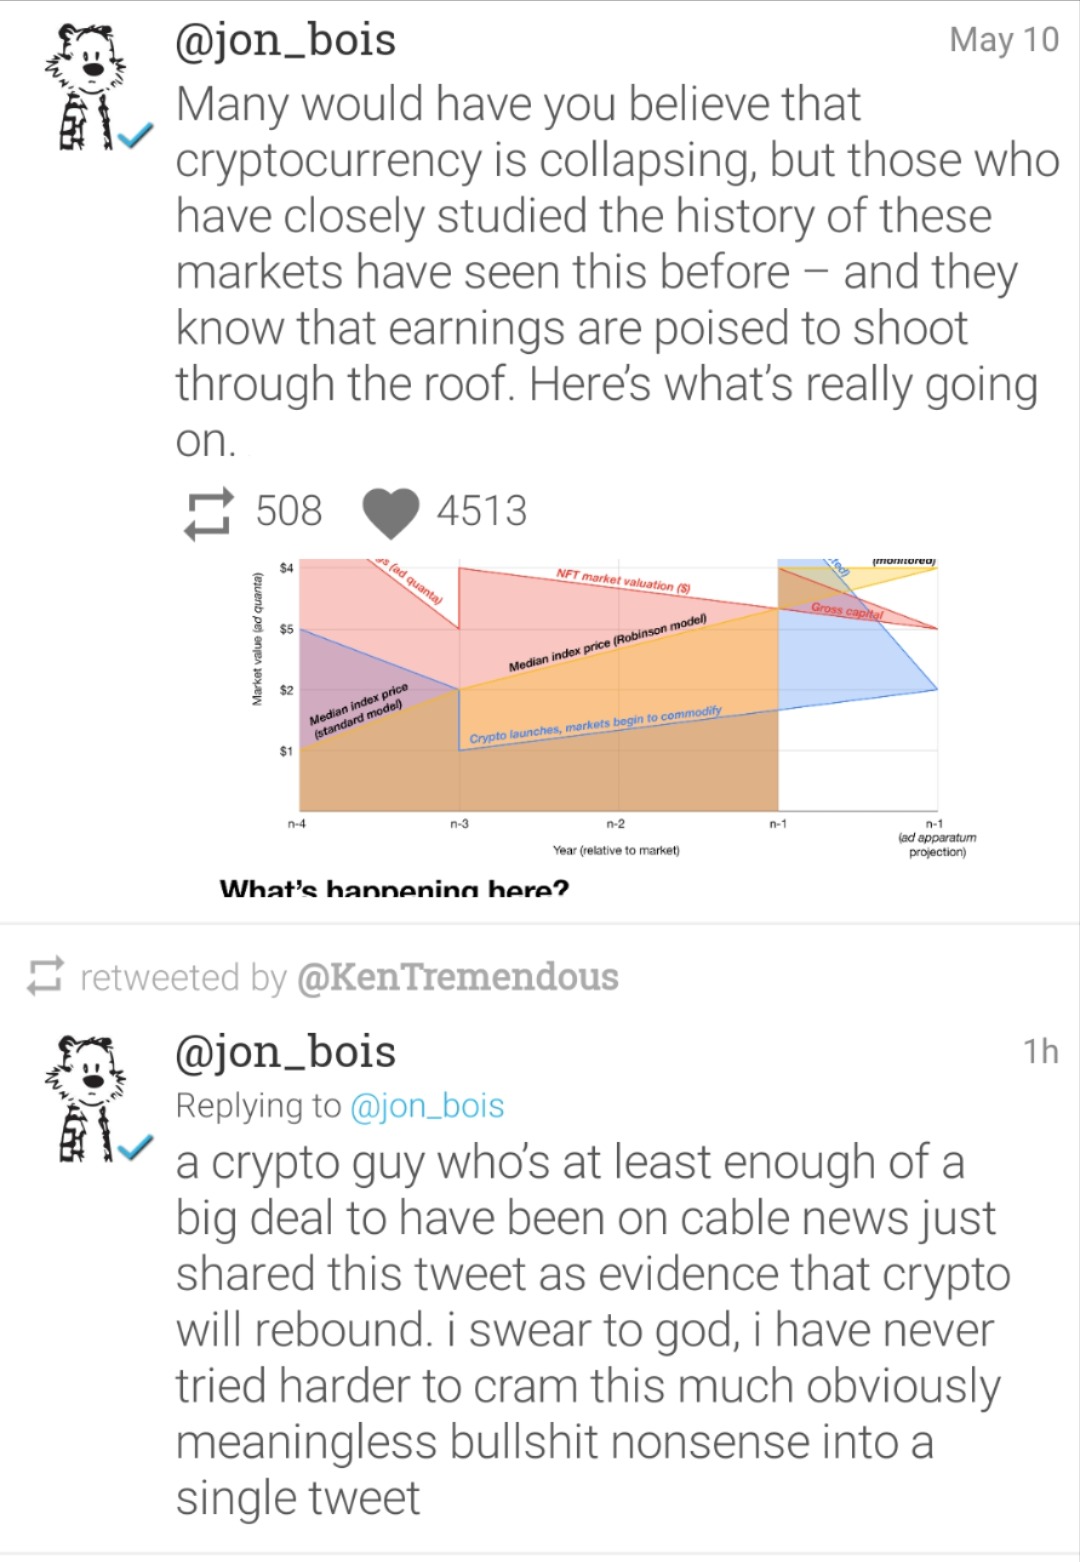 @jon_bois
May 10
Many would have you believe that
cryptocurrency is collapsing, but those who
have closely studied the history of these
markets have seen this before – and they
know that earnings are poised to shoot
through the roof. Here's what's really going
on.
508 4513
$4
$5
$2
$1
Market value (ad quanta)
(ad quanta)
NFT market valuation ($)
(monitored)
Gross capital
Median index price (Robinson model)
Median index price
(standard model)
Crypto launches, markets begin to commodify
n-4
n-3
n-2
n-1
n-1
(ad apparatum
projection)
Year (relative to market)
What's happening here?
retweeted by @KenTremendous
@jon_bois
1h
Replying to @jon_bois
a crypto guy who's at least enough of a
big deal to have been on cable news just
shared this tweet as evidence that crypto
will rebound. i swear to god, i have never
tried harder to cram this much obviously
meaningless bullshit nonsense into a
single tweet